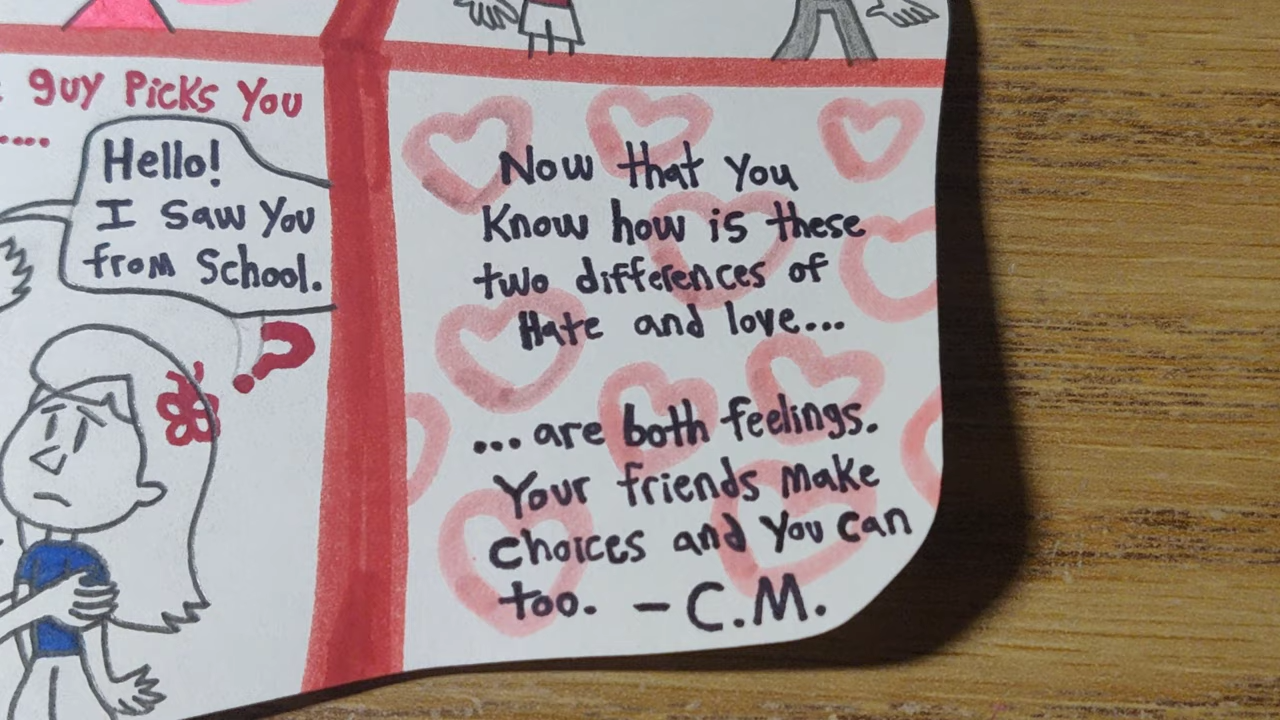 guy Picks You
....
Hello!
I Saw You
from School.
?
Now that You
Know how is these
two differences of
Hate and love...
...are both feelings.
Your friends make
choices and you can
too. - C.M.